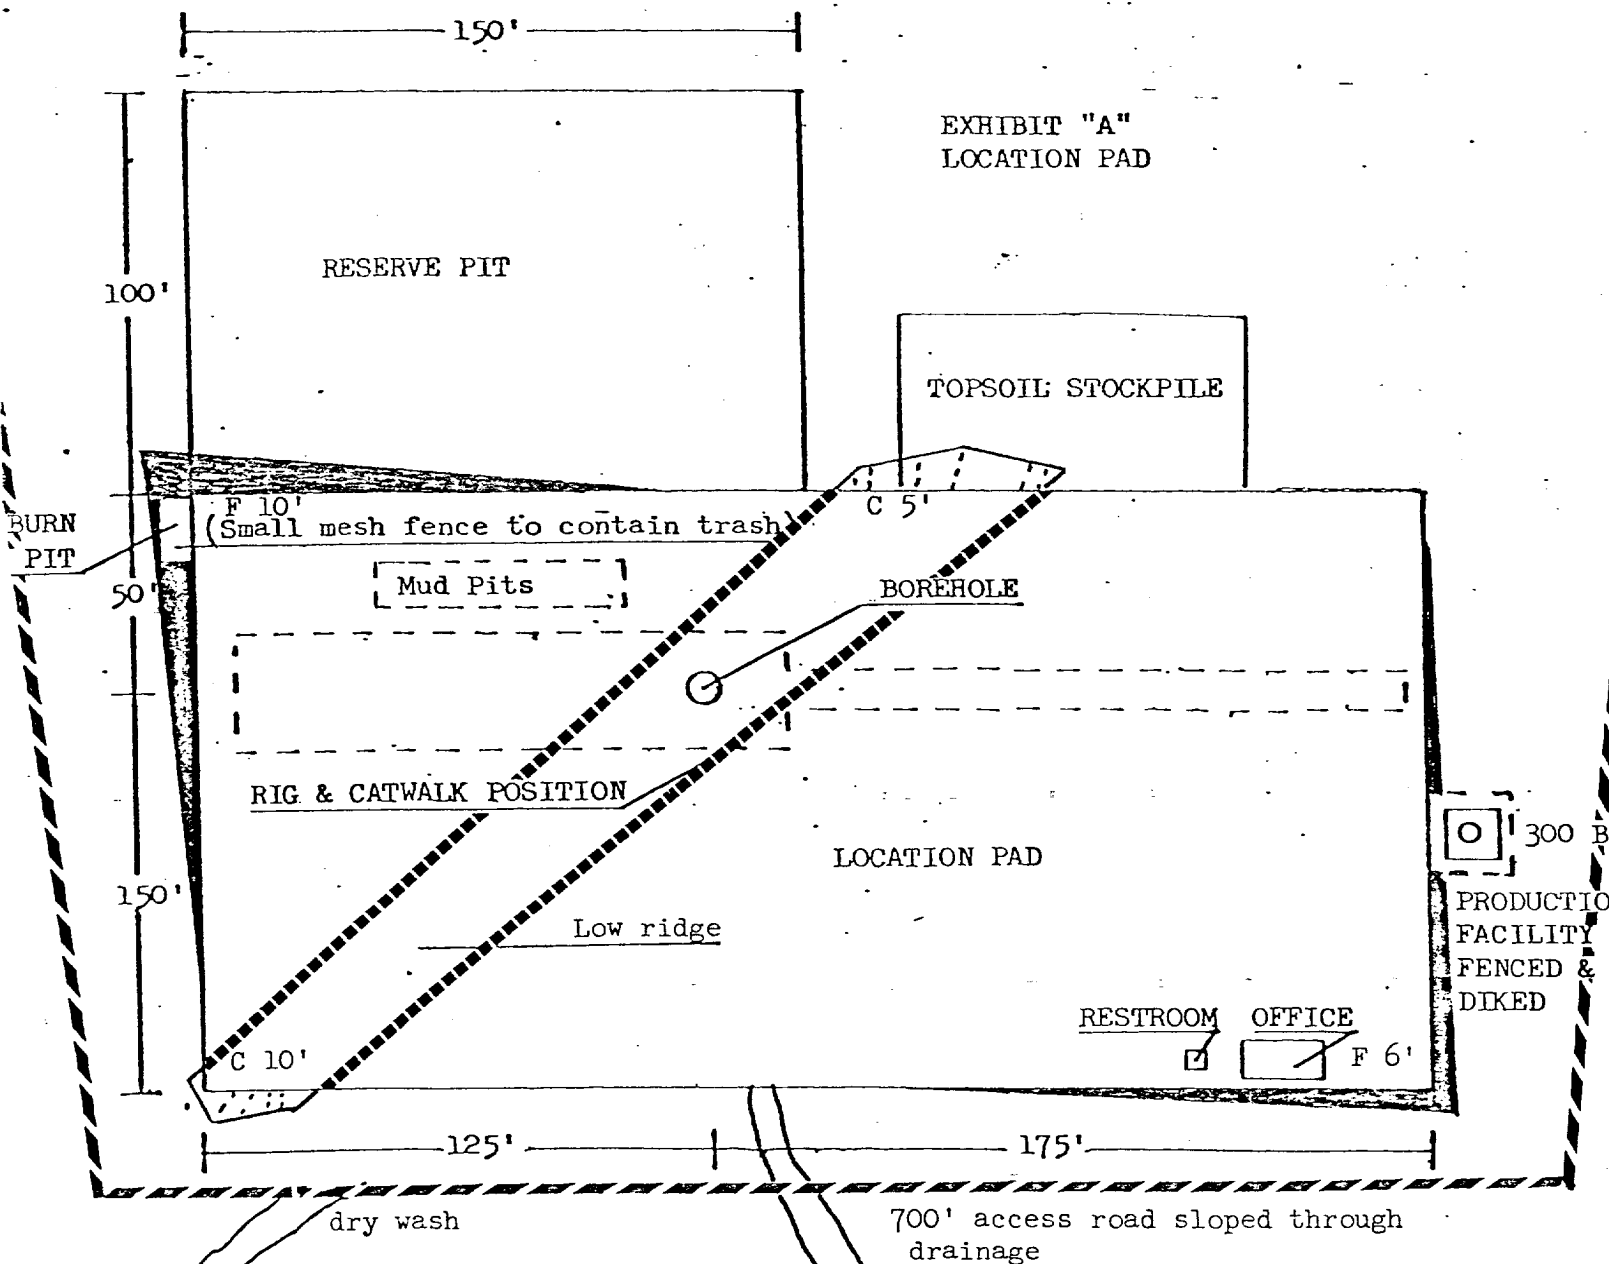 150'
EXHIBIT "A"
LOCATION PAD
RESERVE PIT
100'
TOPSOIL STOCKPILE
F 10'
C 5'
(Small mesh fence to contain trash)
BURN
PIT
Mud Pits
50'
BOREHOLE
RIG & CATWALK POSITION
300 B
LOCATION PAD
150'
PRODUCTIO
FACILITY
FENCED &
DIKED
Low ridge
RESTROOM OFFICE
C 10'
F 6'
125' 175'
dry wash
700' access road sloped through
drainage